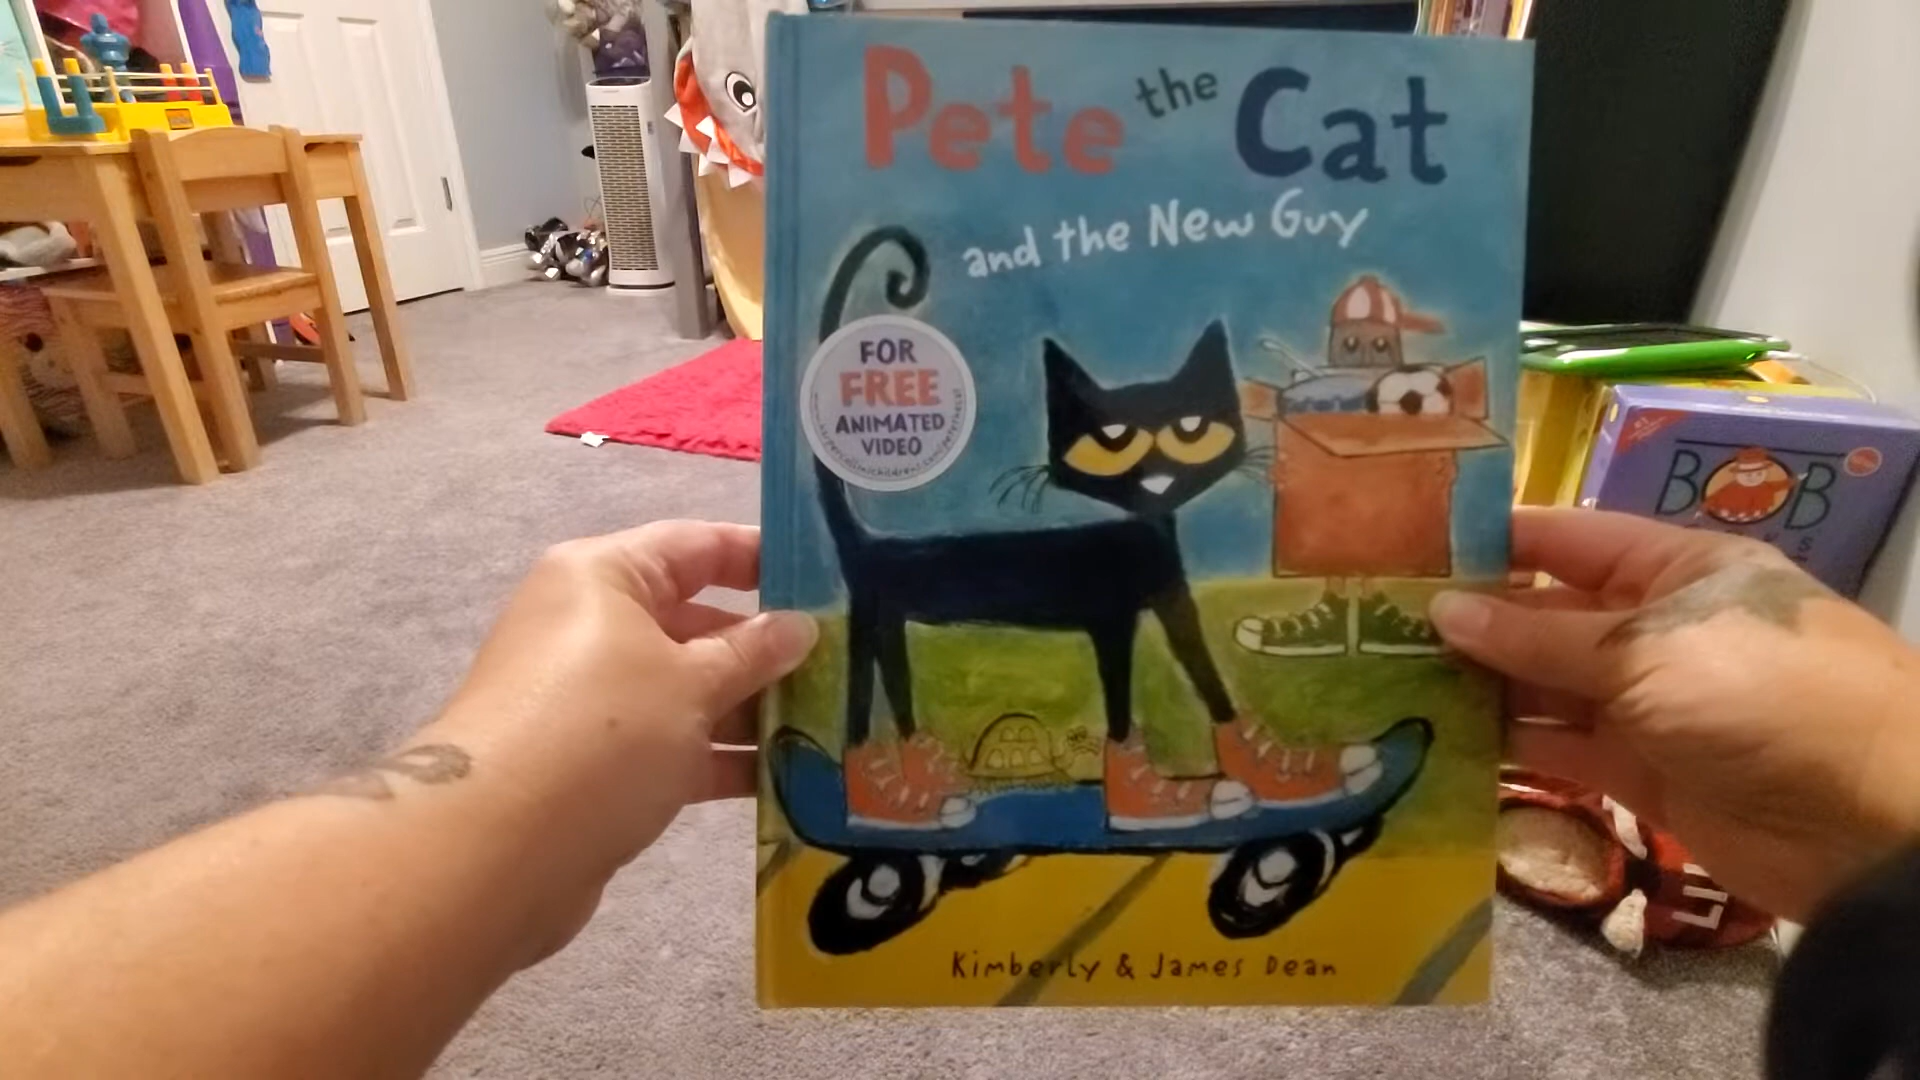 Pete the Cat
and the New Guy
FOR
FREE
ANIMATED
VIDEO
Kimberly & James Dean
BOB